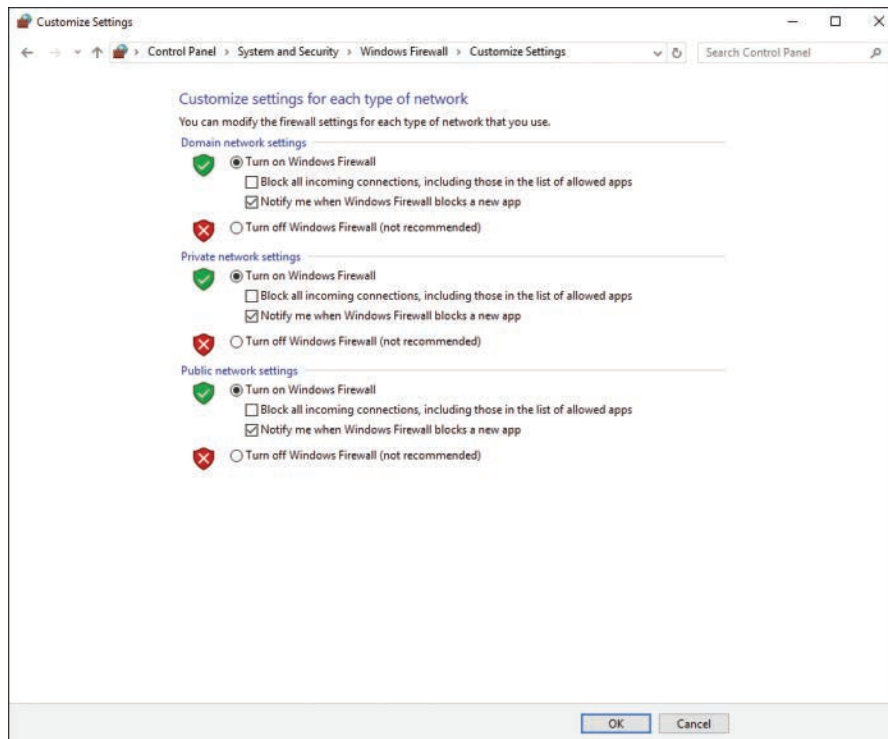 Customize Settings
Control Panel > System and Security > Windows Firewall > Customize Settings
Search Control Panel
Customize settings for each type of network
You can modify the firewall settings for each type of network that you use.
Domain network settings
Turn on Windows Firewall
Block all incoming connections, including those in the list of allowed apps
Notify me when Windows Firewall blocks a new app
Turn off Windows Firewall (not recommended)
Private network settings
Turn on Windows Firewall
Block all incoming connections, including those in the list of allowed apps
Notify me when Windows Firewall blocks a new app
Turn off Windows Firewall (not recommended)
Public network settings
Turn on Windows Firewall
Block all incoming connections, including those in the list of allowed apps
Notify me when Windows Firewall blocks a new app
Turn off Windows Firewall (not recommended)
OK Cancel